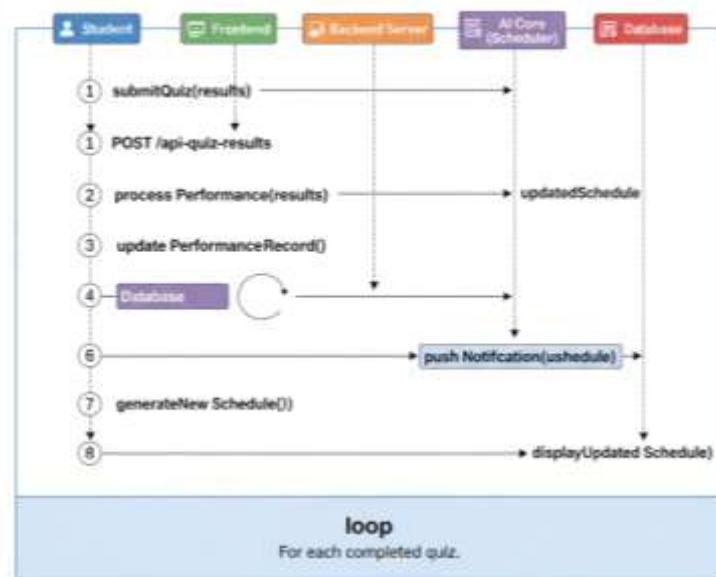 Student
Frontend
Backend Server
AI Core
(Scheduler)
Database
1 submitQuiz(results)
1 POST /api-quiz-results
2 process Performance(results)
updatedSchedule
3 update PerformanceRecord()
4 Database
6 push Notifcation(ushedule)
7 generateNew Schedule())
8 displayUpdated Schedule)
loop
For each completed quiz.